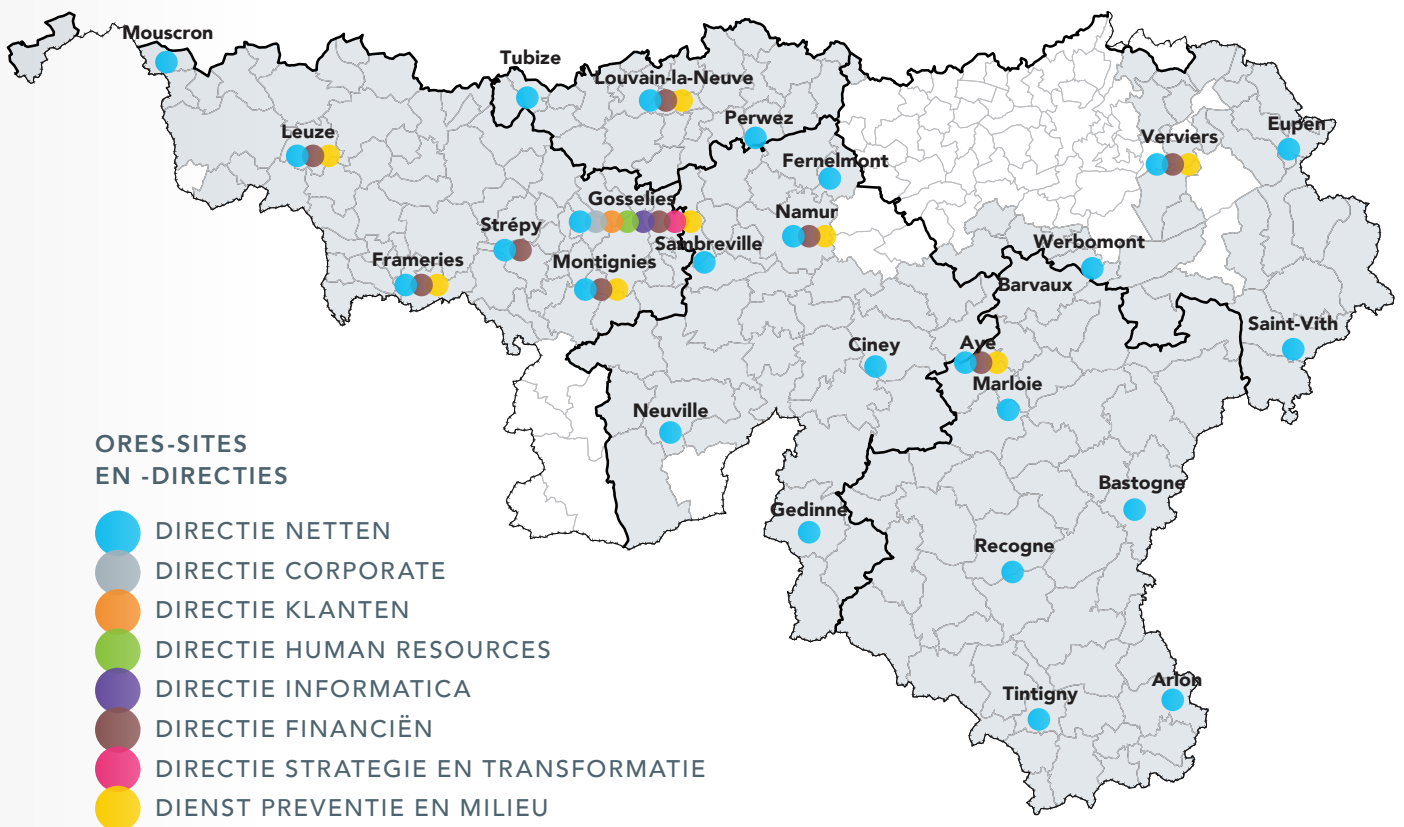 Mouscron
Tubize
Louvain-la-Neuve
Perwez
Leuze
Verviers
Eupen
Fernelmont
Gosselies
Namur
Strépy
Sambreville
Werbomont
Frameries
Montignies
Barvaux
Saint-Vith
Ciney
Aye
Marloie
Neuville
ORES-SITES
EN -DIRECTIES
Bastogne
Gedinne
Recogne
Arlon
Tintigny
DIRECTIE NETTEN
DIRECTIE CORPORATE
DIRECTIE KLANTEN
DIRECTIE HUMAN RESOURCES
DIRECTIE INFORMATICA
DIRECTIE FINANCIËN
DIRECTIE STRATEGIE EN TRANSFORMATIE
DIENST PREVENTIE EN MILIEU